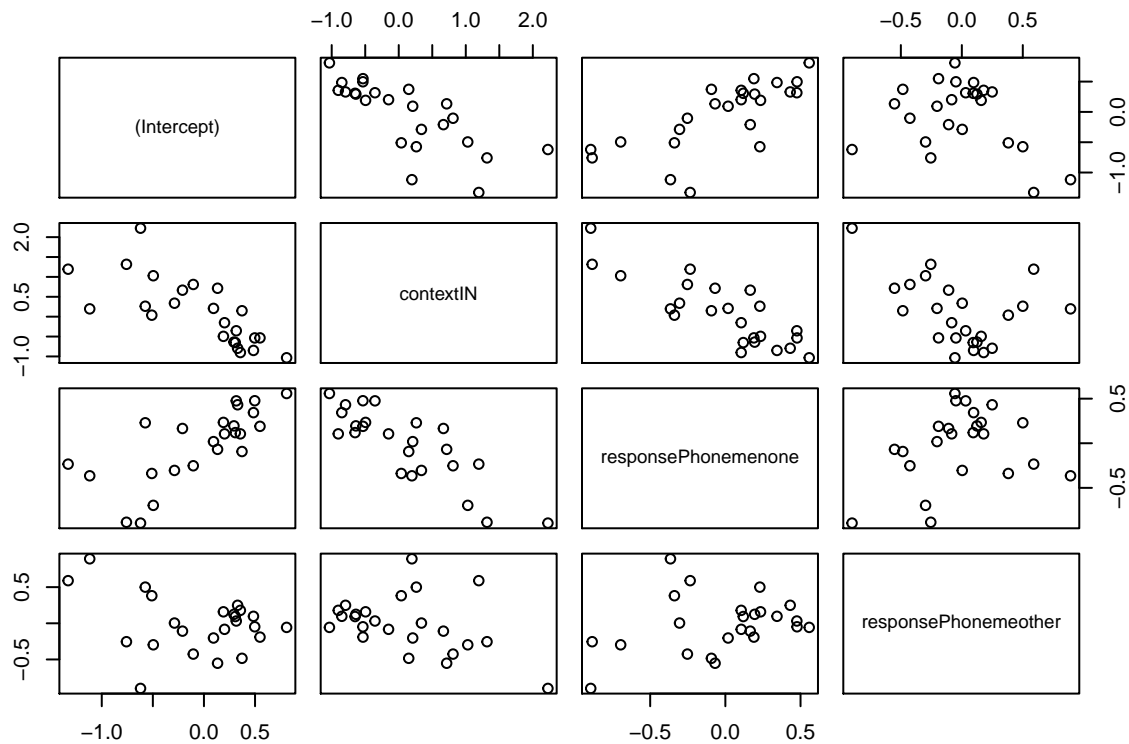 −1.0 0.0 1.0 2.0 −0.5 0.0 0.5
(Intercept)
−1.0 0.0
−1.0 0.5 2.0
contextIN
responsePhonemenone
−0.5 0.5
−0.5 0.5
responsePhonemeother
−1.0 0.0 0.5 −0.5 0.0 0.5